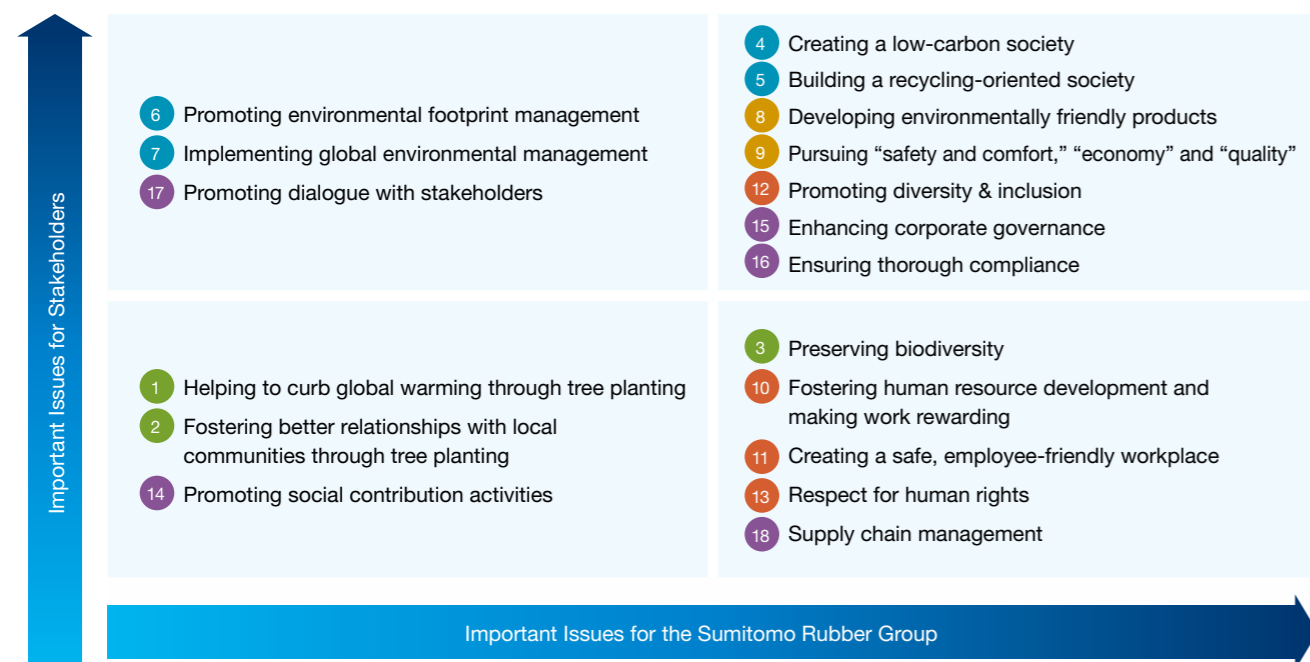 Important Issues for Stakeholders
6 Promoting environmental footprint management
7 Implementing global environmental management
17 Promoting dialogue with stakeholders
4 Creating a low-carbon society
5 Building a recycling-oriented society
8 Developing environmentally friendly products
9 Pursuing “safety and comfort,” “economy” and “quality”
12 Promoting diversity & inclusion
15 Enhancing corporate governance
16 Ensuring thorough compliance
1 Helping to curb global warming through tree planting
2 Fostering better relationships with local
communities through tree planting
14 Promoting social contribution activities
3 Preserving biodiversity
10 Fostering human resource development and
making work rewarding
11 Creating a safe, employee-friendly workplace
13 Respect for human rights
18 Supply chain management
Important Issues for the Sumitomo Rubber Group